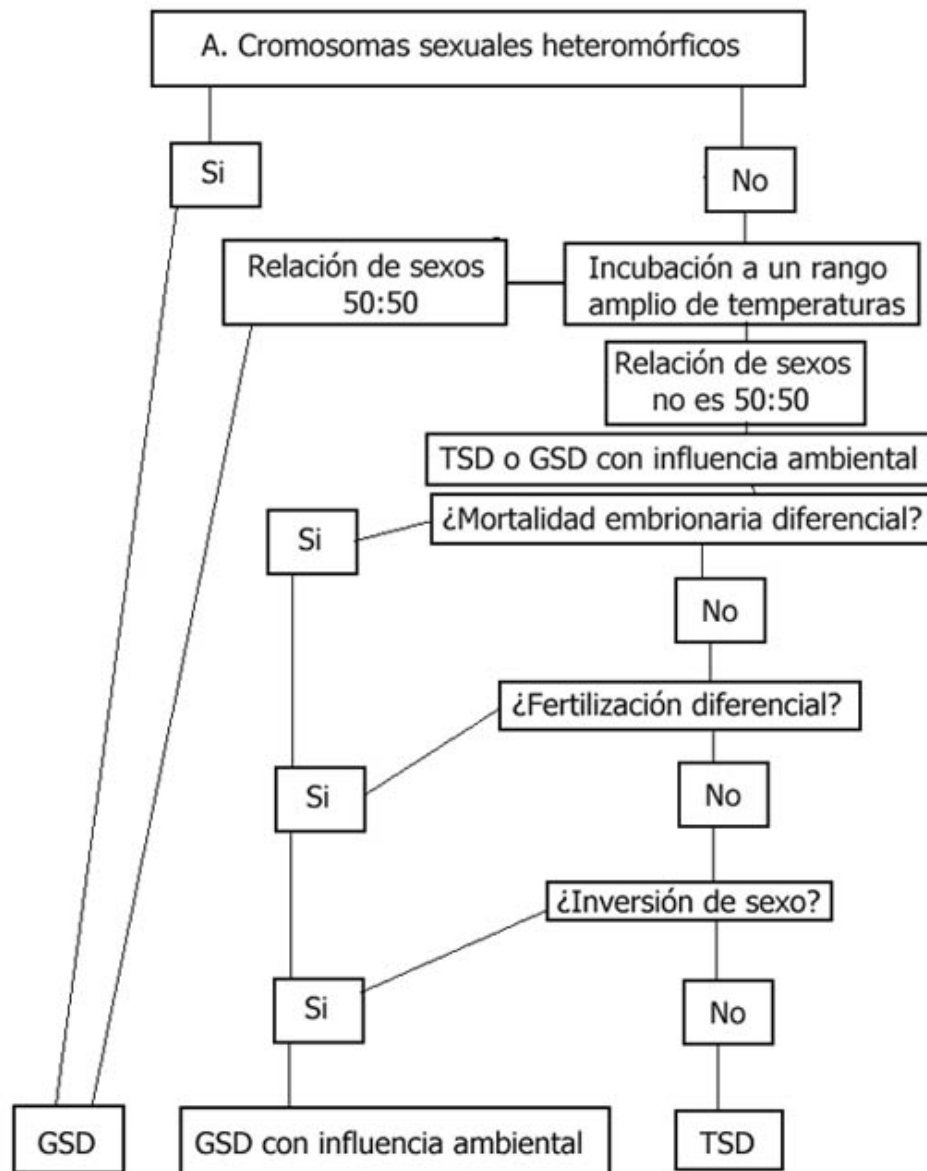 A. Cromosomas sexuales heteromórficos
Si
No
Relación de sexos
50:50
Incubación a un rango
amplio de temperaturas
Relación de sexos
no es 50:50
TSD o GSD con influencia ambiental
¿Mortalidad embrionaria diferencial?
Si
No
¿Fertilización diferencial?
Si
No
¿Inversión de sexo?
Si
No
GSD
GSD con influencia ambiental
TSD